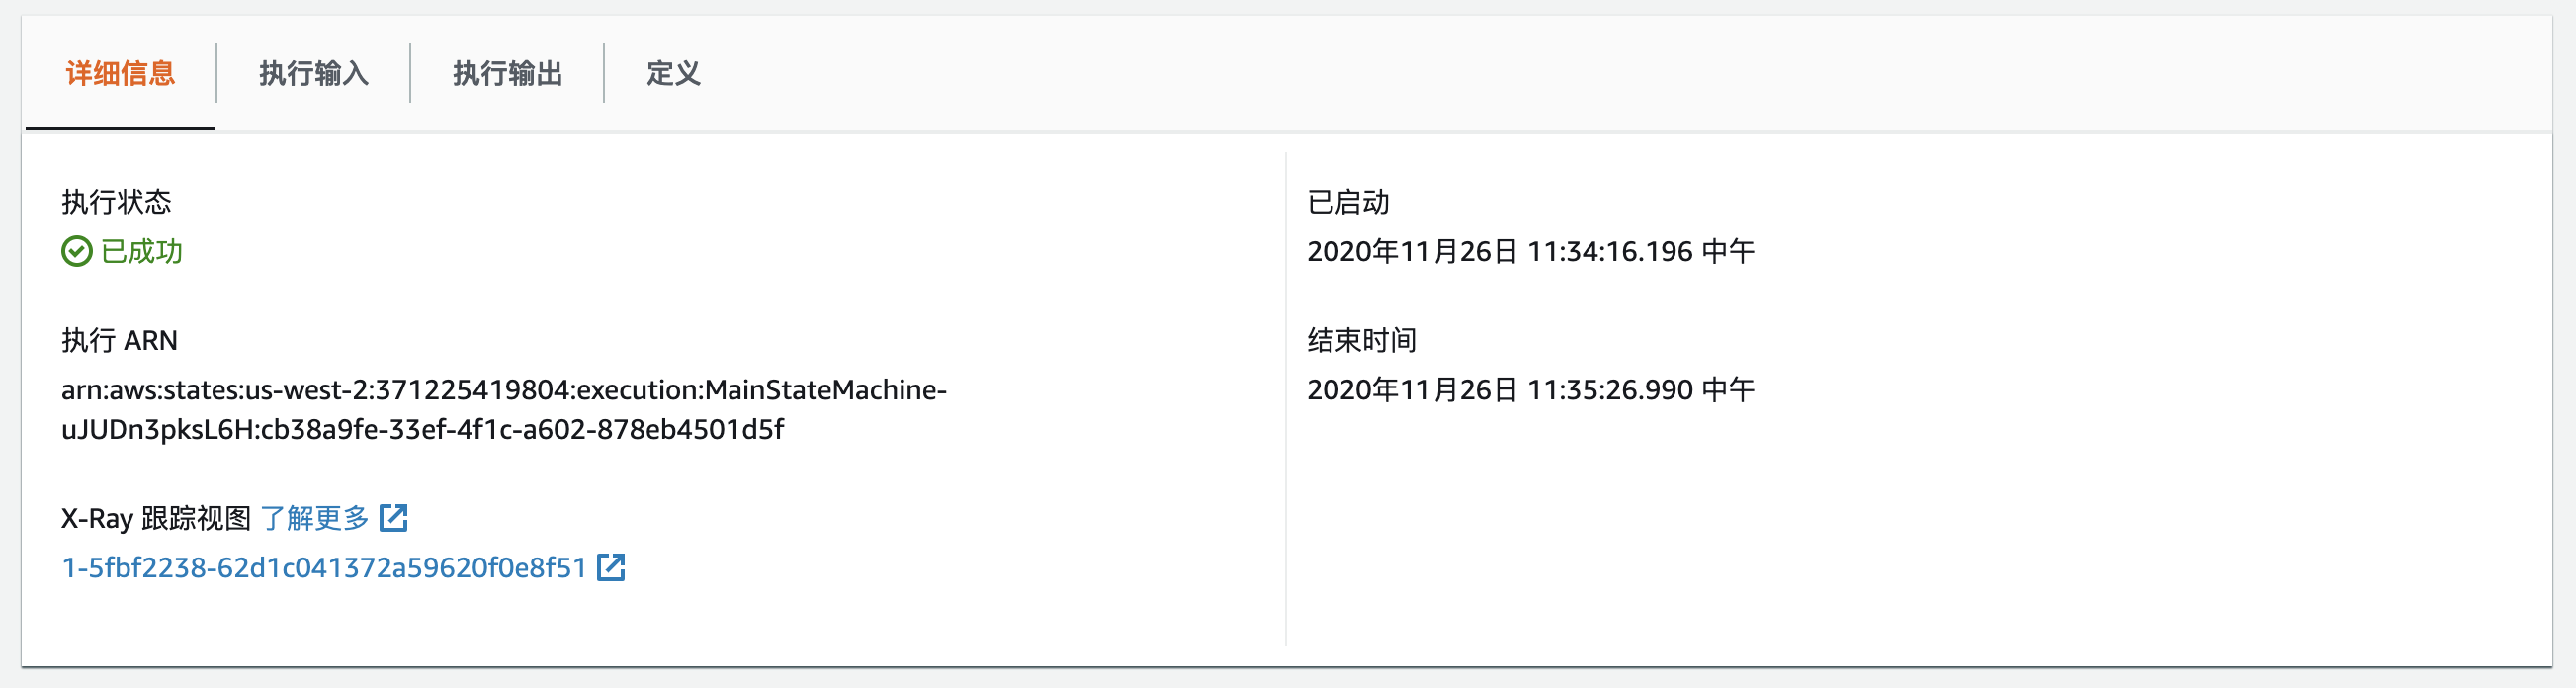 详细信息
执行输入
执行输出
定义
执行状态
已成功
执行 ARN
arn:aws:states:us-west-2:371225419804:execution:MainStateMachine-
uJUDn3pksL6H:cb38a9fe-33ef-4f1c-a602-878eb4501d5f
X-Ray 跟踪视图 了解更多
1-5fbf2238-62d1c041372a59620f0e8f51
已启动
2020年11月26日 11:34:16.196 中午
结束时间
2020年11月26日 11:35:26.990 中午